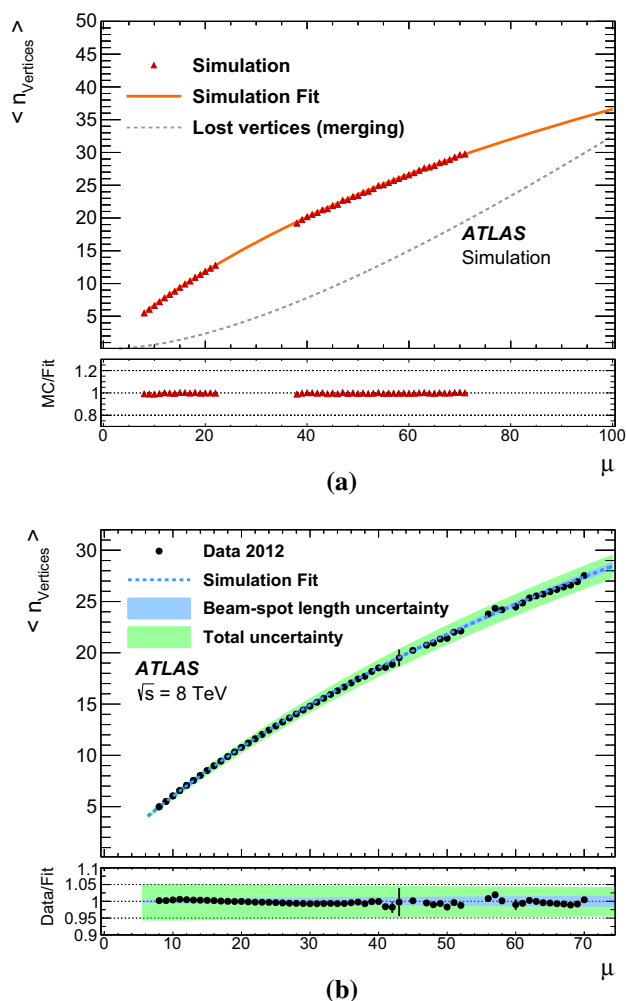 50
45
40
35
30
25
20
15
10
5
< n Vertices >
Simulation
Simulation Fit
Lost vertices (merging)
ATLAS
Simulation
1.2
1
0.8
MC/Fit
0 20 40 60 80 100
μ
(a)
30
25
20
15
10
5
< n Vertices >
Data 2012
Simulation Fit
Beam-spot length uncertainty
Total uncertainty
ATLAS
√s = 8 TeV
1.1
1.05
1
0.95
0.9
Data/Fit
10 20 30 40 50 60 70
μ
(b)